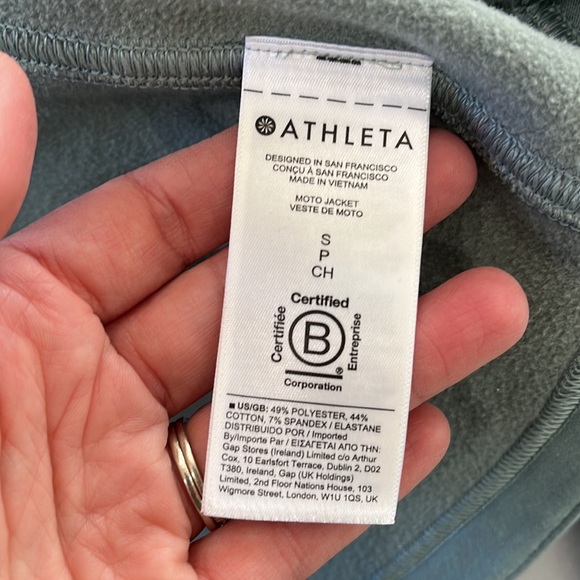 ATHLETA
DESIGNED IN SAN FRANCISCO
CONÇU À SAN FRANCISCO
MADE IN VIETNAM
MOTO JACKET
VESTE DE MOTO
S
P
CH
Certified
Certifiée
B
Entreprise
®
Corporation
■ US/GB: 49% POLYESTER, 44%
COTTON, 7% SPANDEX / ELASTANE
DISTRIBUIDO POR / Imported
By/Importe Par / ΕΙΣΑΓΕΤΑΙ ΑΠΟ ΤΗΝ:
Gap Stores (Ireland) Limited c/o Arthur
Cox, 10 Earlsfort Terrace, Dublin 2, D02
T380, Ireland, Gap (UK Holdings)
Limited, 2nd Floor Nations House, 103
Wigmore Street, London, W1U 1QS, UK